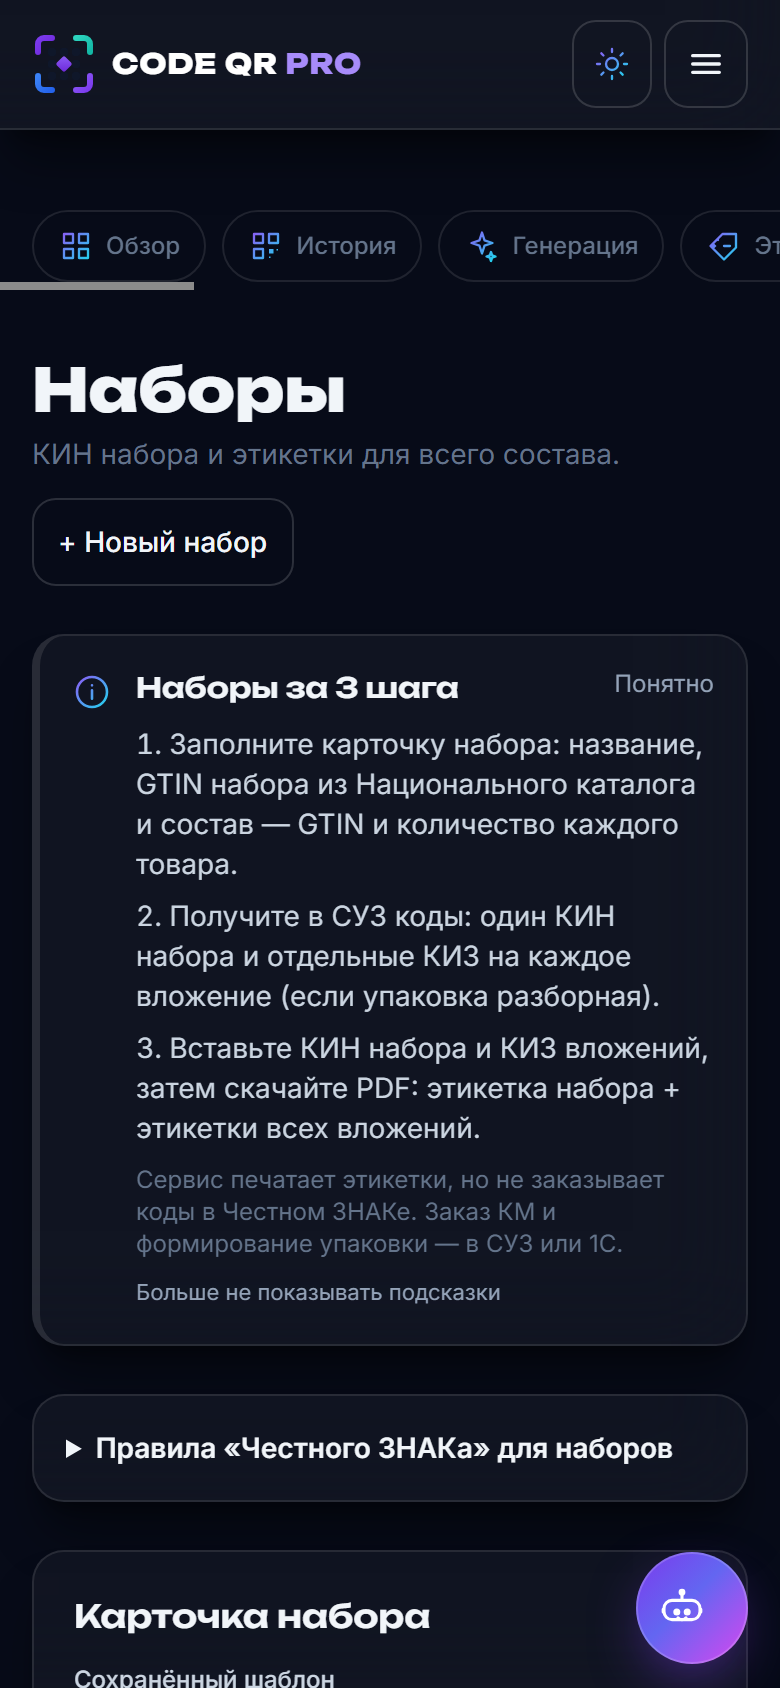 CODE QR PRO
Обзор
История
Генерация
Наборы
КИН набора и этикетки для всего состава.
+ Новый набор
Наборы за 3 шага
Понятно
1. Заполните карточку набора: название,
GTIN набора из Национального каталога
и состав — GTIN и количество каждого
товара.
2. Получите в СУЗ коды: один КИН
набора и отдельные КИЗ на каждое
вложение (если упаковка разборная).
3. Вставьте КИН набора и КИЗ вложений,
затем скачайте PDF: этикетка набора +
этикетки всех вложений.
Сервис печатает этикетки, но не заказывает
коды в Честном ЗНАКе. Заказ КМ и
формирование упаковки — в СУЗ или 1С.
Больше не показывать подсказки
Правила «Честного ЗНАКа» для наборов
Карточка набора
Сохранённый шаблон